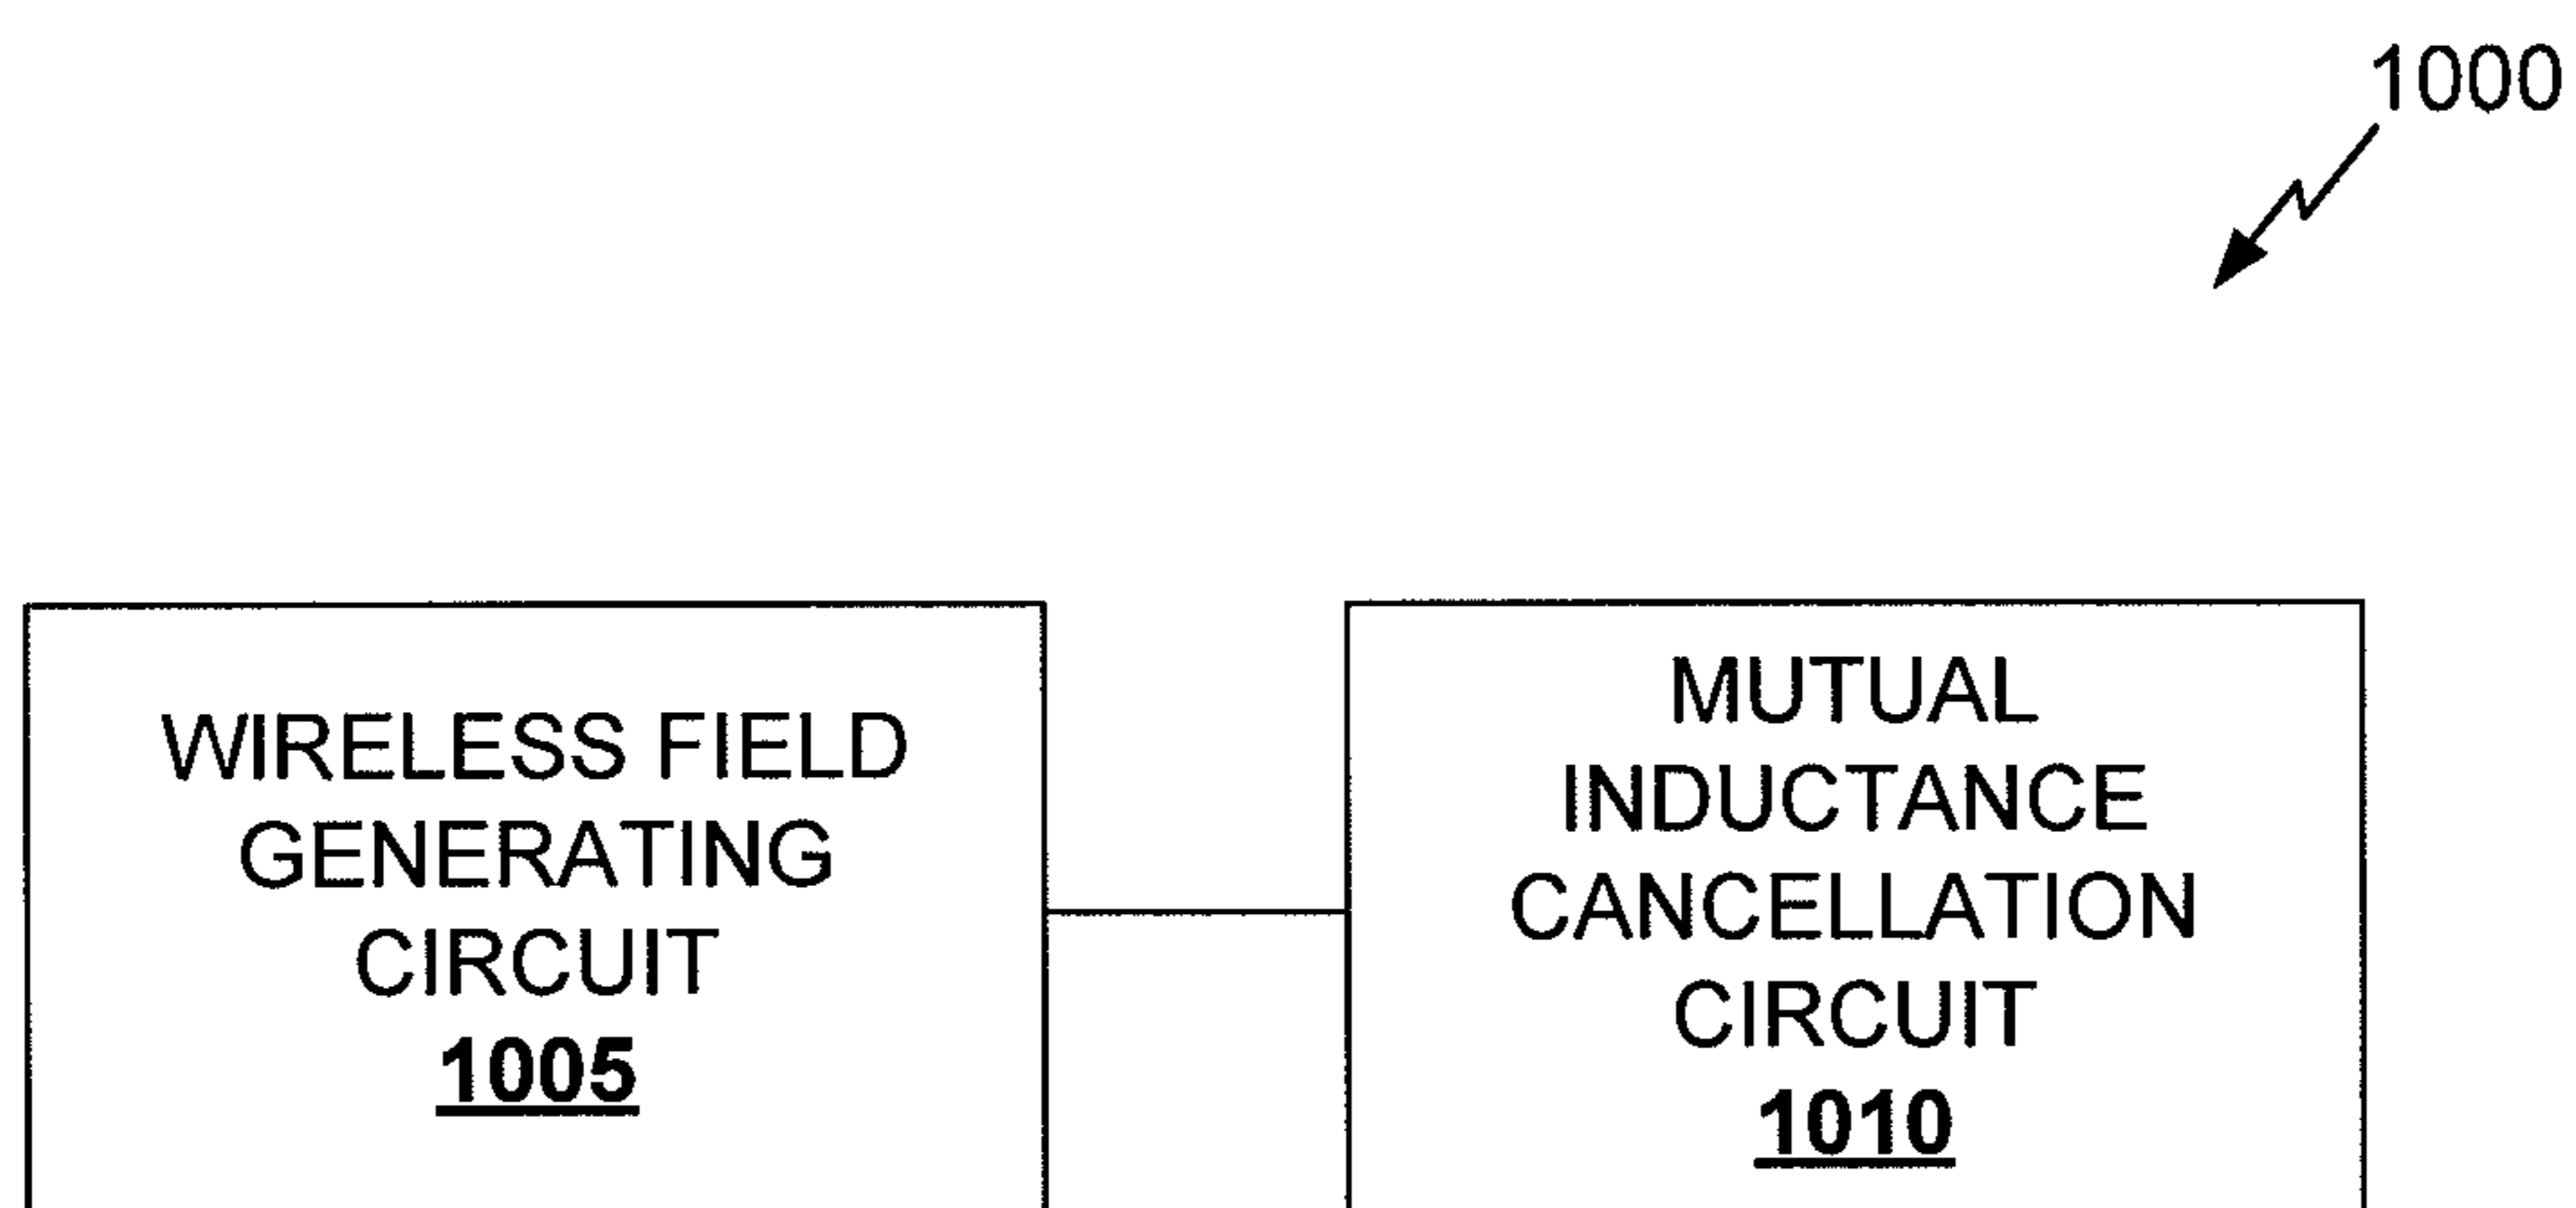 1000
WIRELESS FIELD
GENERATING
CIRCUIT
1005
MUTUAL
INDUCTANCE
CANCELLATION
CIRCUIT
1010